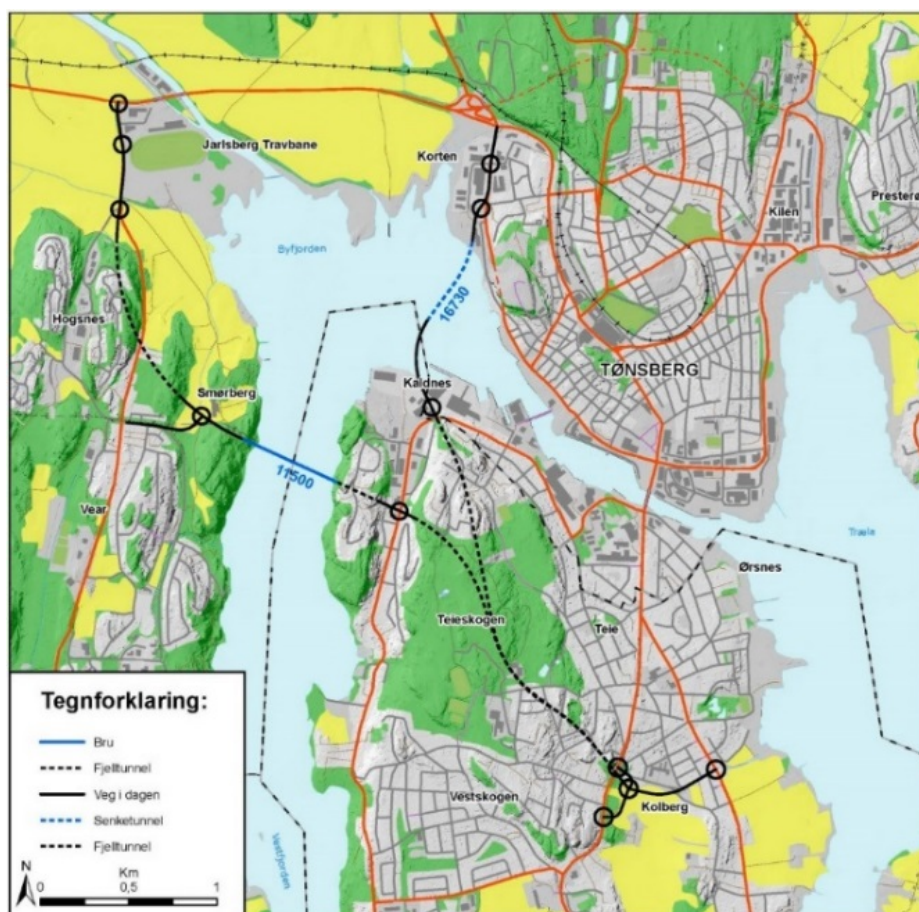 Jarlsberg Travbane
Korten
Presterø
Kilen
Byfjorden
16730
Hogsnes
TØNSBERG
Kaldnes
Smørberg
11500
Vear
Træla
Ørsnes
Teieskogen
Teie
Tegnforklaring:
Bru
Fjelltunnel
Veg i dagen
Senketunnel
Fjelltunnel
Vestskogen
Kolberg
Vestfjorden
N
Km
0 0,5 1